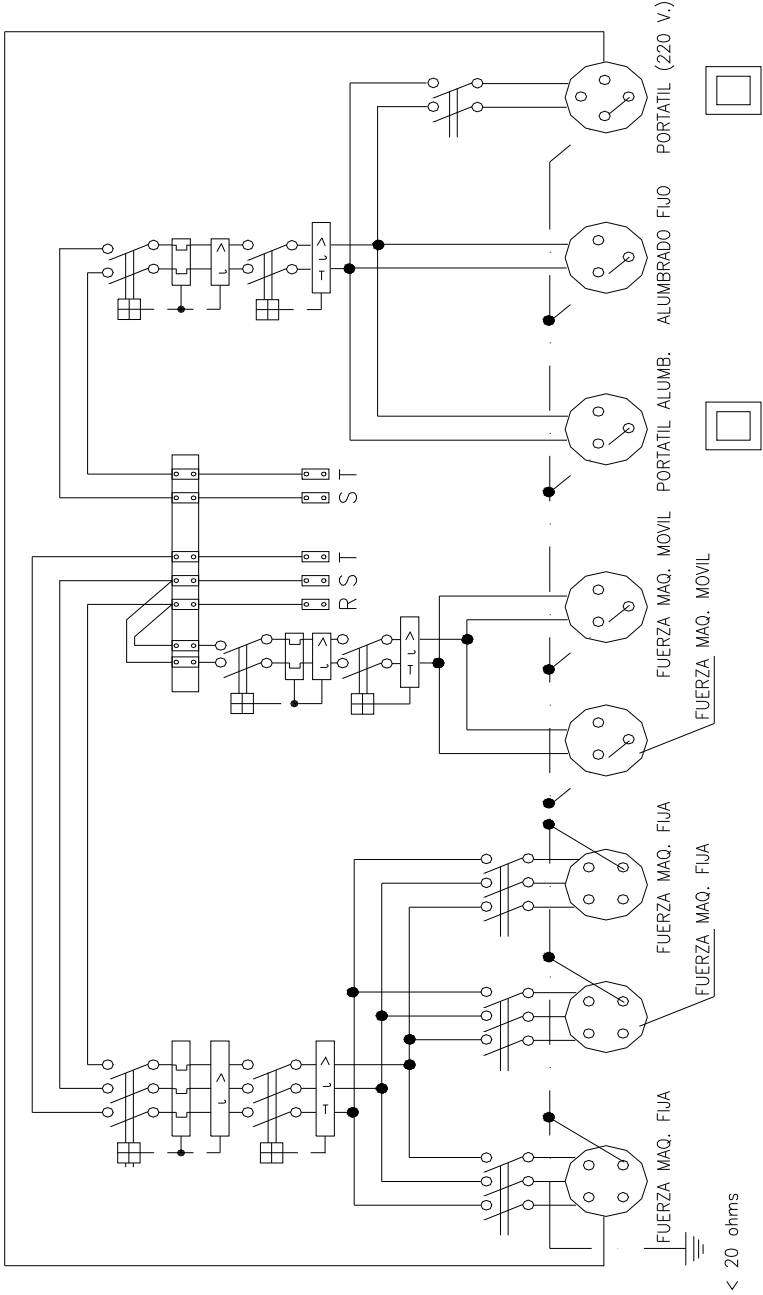 R S T
S T
FUERZA MAQ. FIJA
FUERZA MAQ. FIJA
FUERZA MAQ. FIJA
FUERZA MAQ. MOVIL
FUERZA MAQ. MOVIL
PORTATIL ALUMB.
ALUMBRADO FIJO
PORTATIL (220 V.)
< 20 ohms